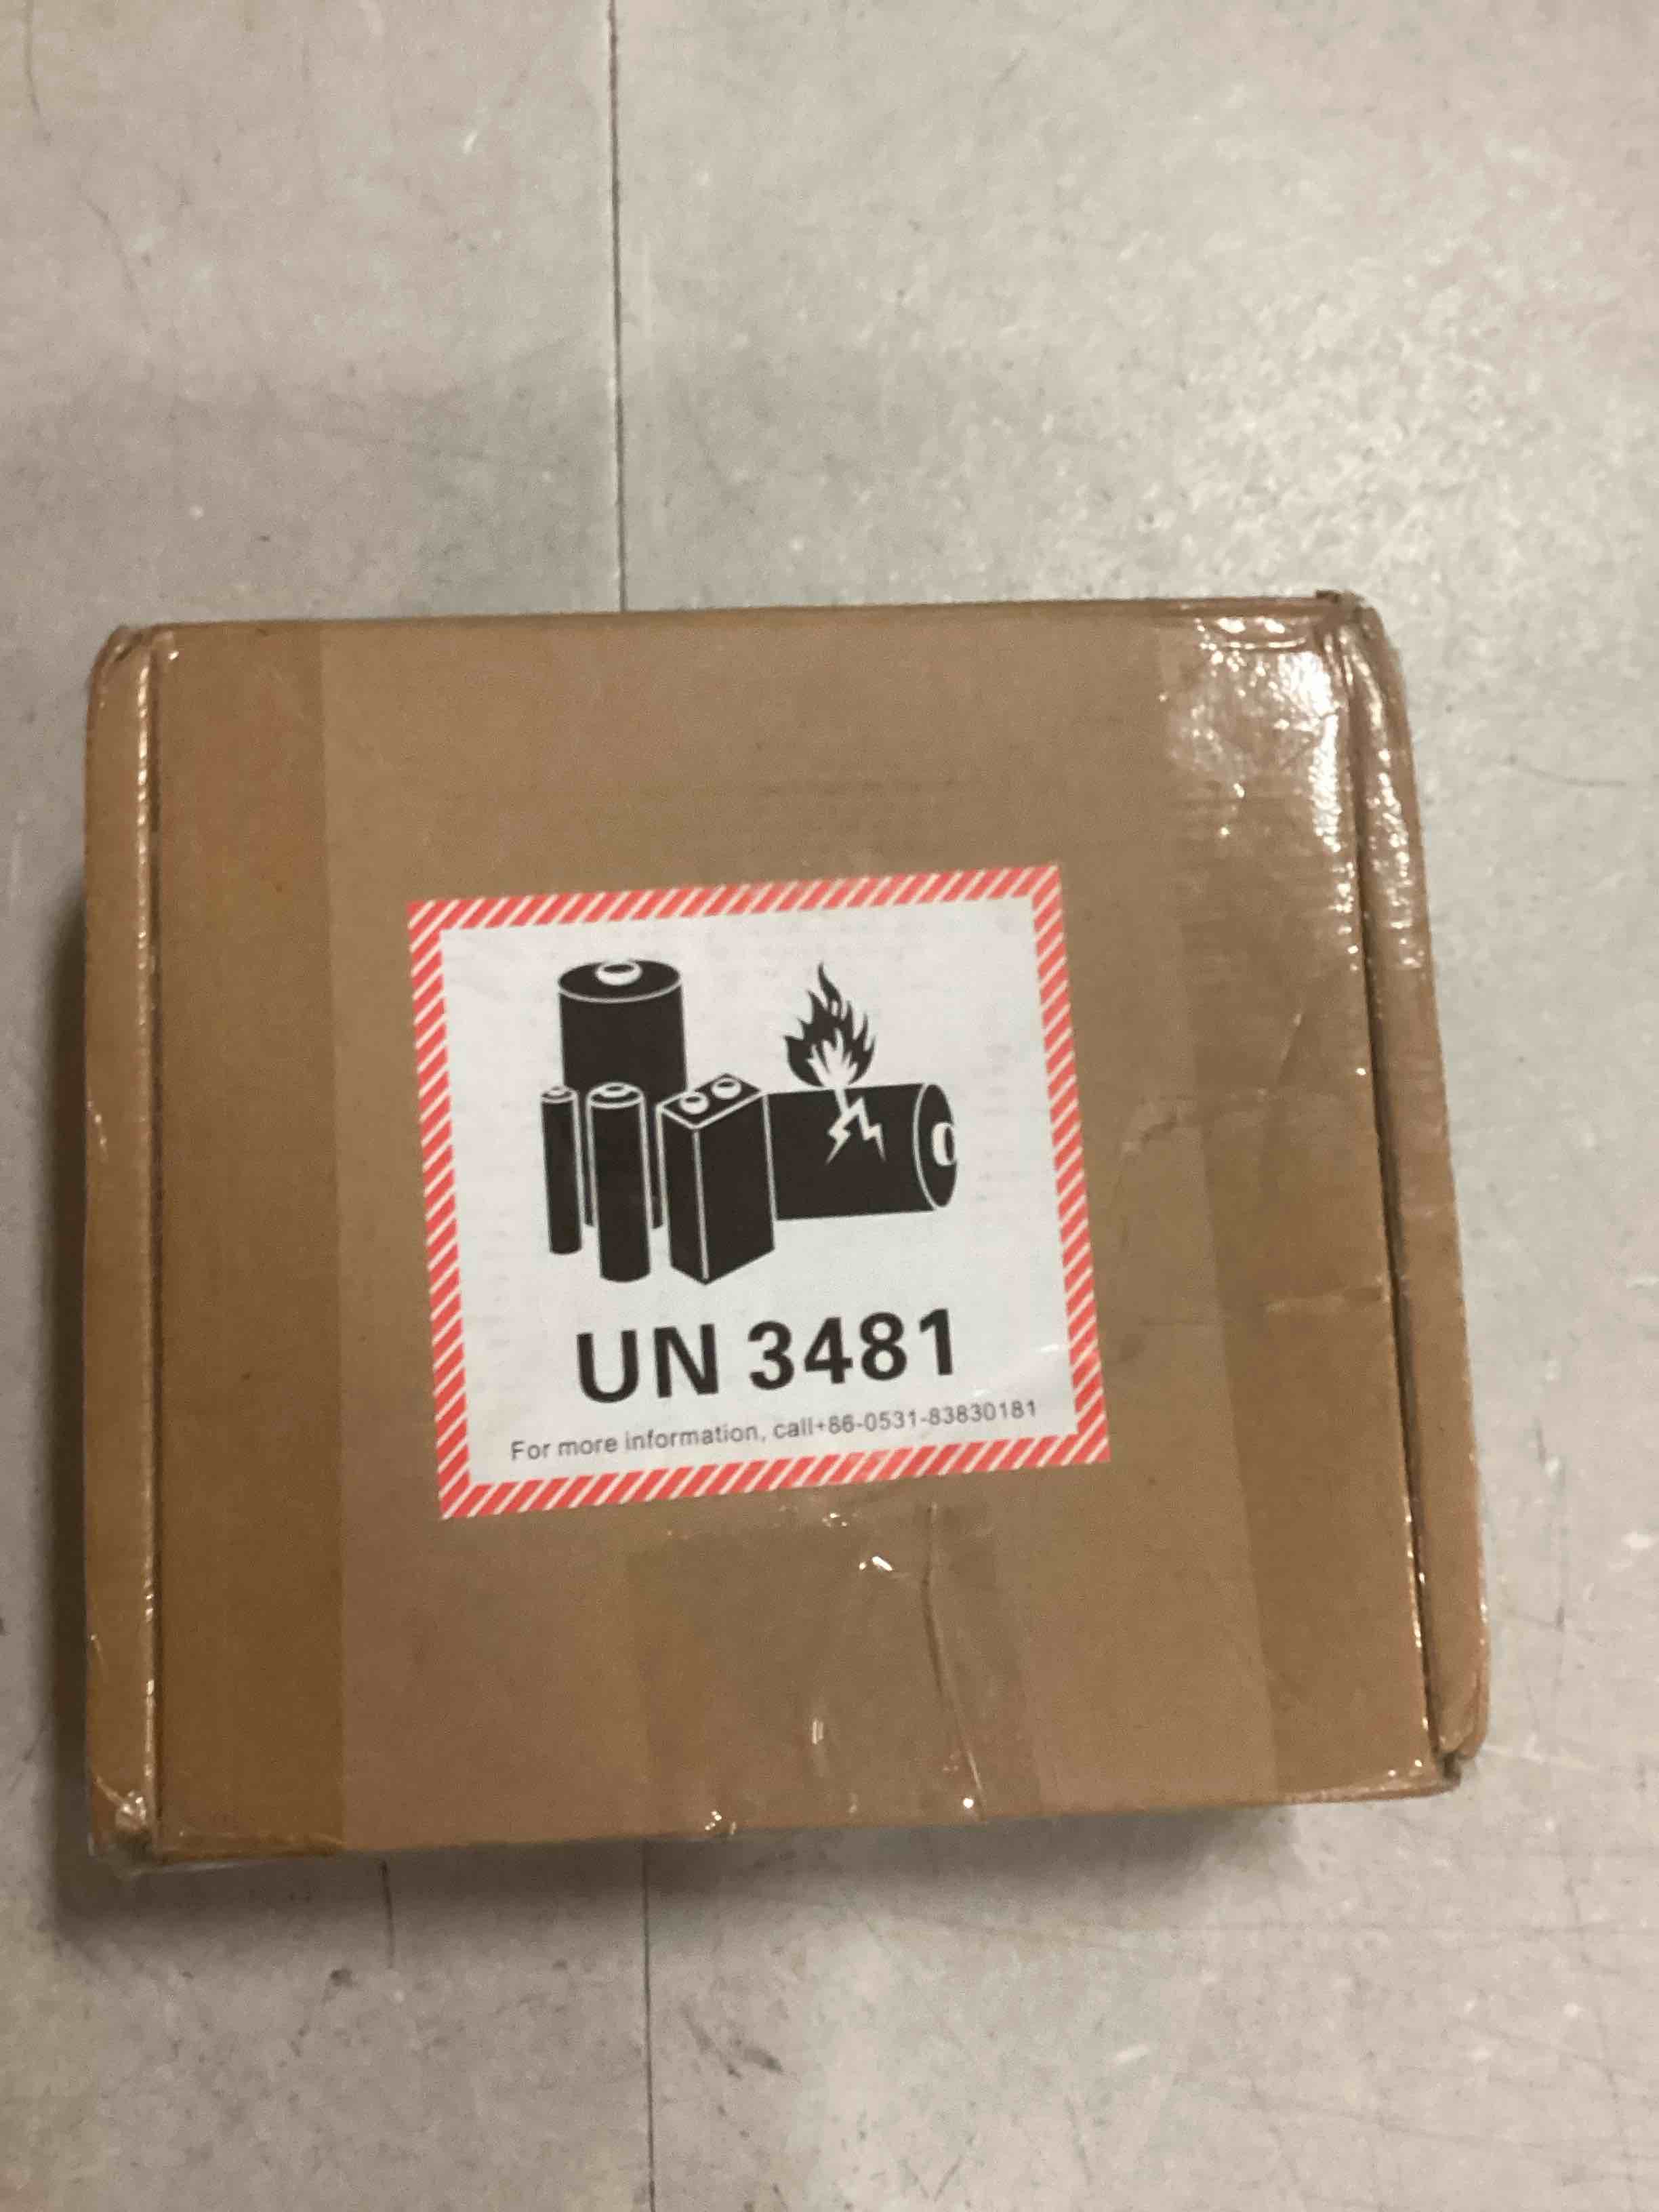 UN 3481
For more information, call+86-0531-83830181